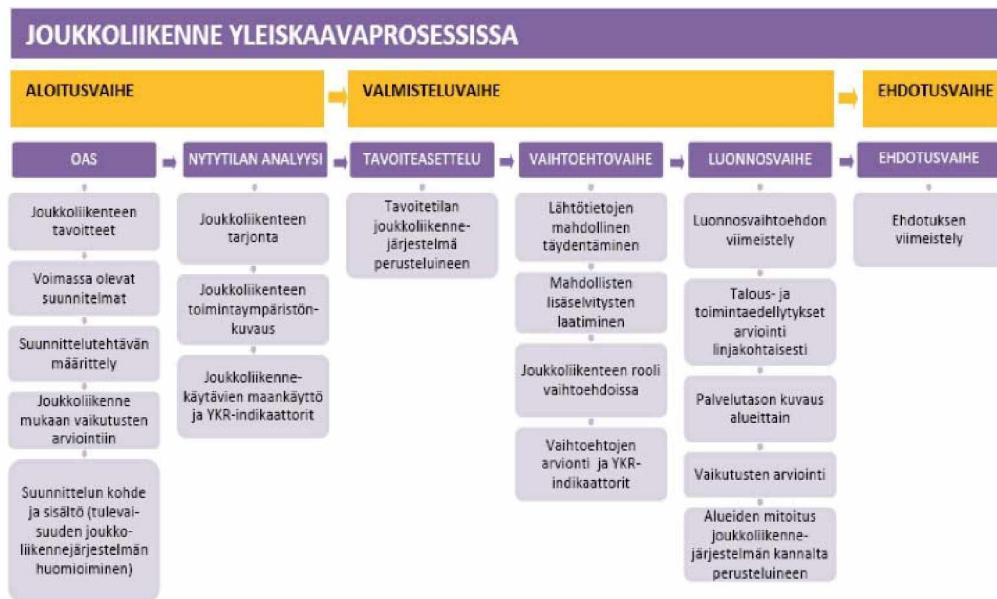 JOUKKOLIIKENNE YLEISKAAVAPROSESSISSA
ALOITUSVAIHE
VALMISTELUVAIHE
EHDOTUSVAIHE
OAS
NYTYTILAN ANALYYSI
TAVOITEASETTELU
VAIHTOEHTOVAIHE
LUONNOSVAIHE
EHDOTUSVAIHE
Joukkoliikenteen
tavoitteet
Voimassa olevat
suunnitelmat
Suunnittelutehtävän
määrittely
Joukkoliikenne
mukaan vaikutusten
arviointiin
Suunnittelun kohde
ja sisältö (tulevai-
suuden joukko-
liikennejärjestelmän
huomioiminen)
Joukkoliikenteen
tarjonta
Joukkoliikenteen
toimintaympäristön-
kuvaus
Joukkoliikenne-
käytävien maankäyttö
ja YKR-indikaattorit
Tavoitetilan
joukkoliikenne-
järjestelmä
perusteluineen
Lähtötietojen
mahdollinen
täydentäminen
Mahdollisten
lisäselvitysten
laatiminen
Joukkoliikenteen rooli
vaihtoehdoissa
Vaihtoehtojen
arvionti ja YKR-
indikaattorit
Luonnosvaihtoehdon
viimeistely
Talous- ja
toimintaedellytykset
arviointi
linjakohtaisesti
Palvelutason kuvaus
alueittain
Vaikutusten arviointi
Alueiden mitoitus
joukkoliikenne-
järjestelmän kannalta
perusteluineen
Ehdotuksen
viimeistely